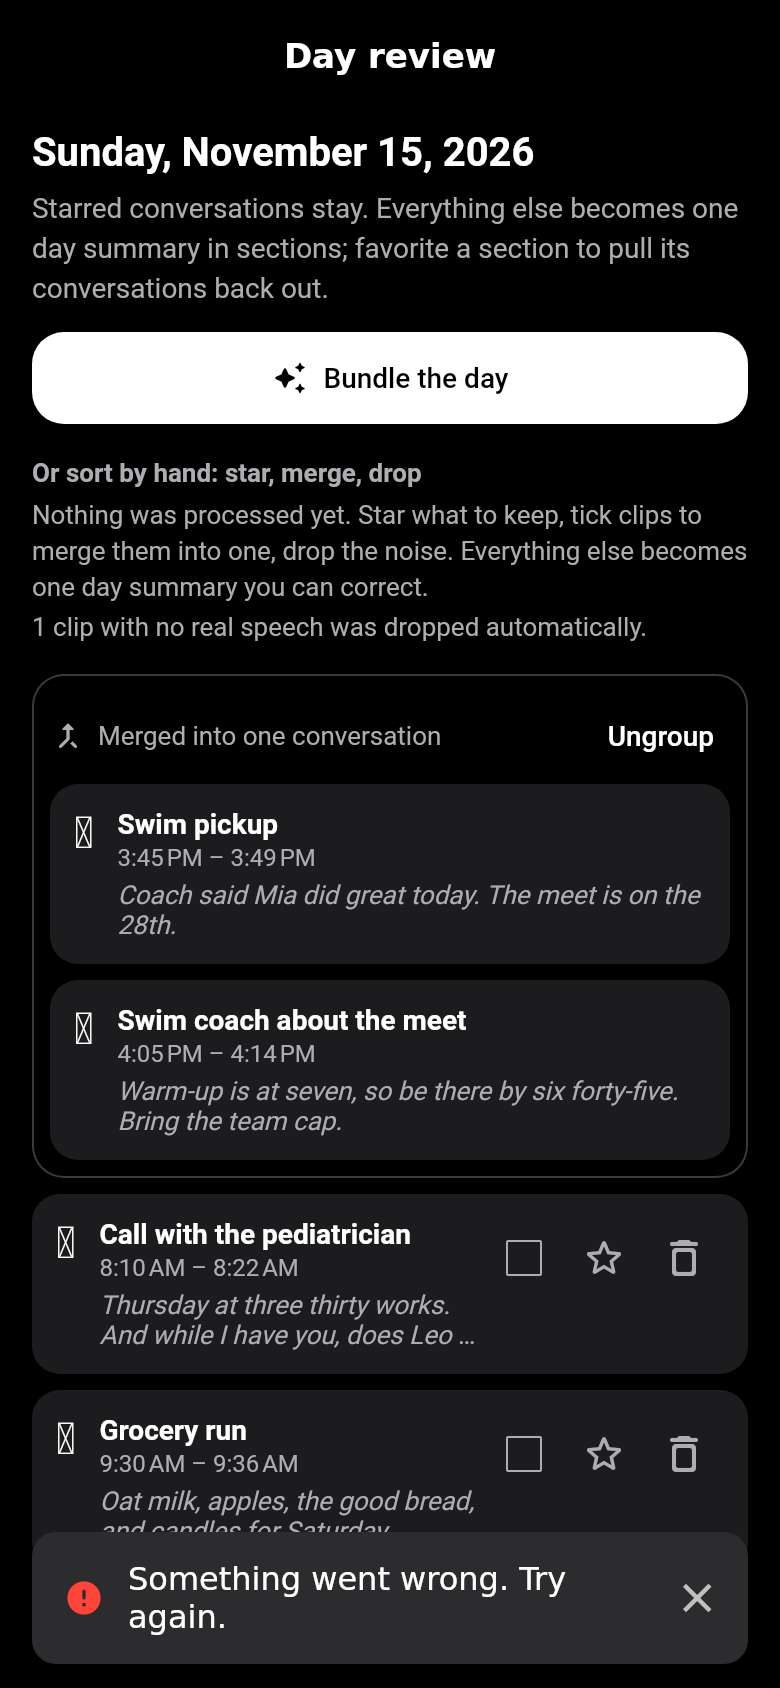 Day review
Sunday, November 15, 2026
Starred conversations stay. Everything else becomes one
day summary in sections; favorite a section to pull its
conversations back out.
Bundle the day
Or sort by hand: star, merge, drop
Nothing was processed yet. Star what to keep, tick clips to
merge them into one, drop the noise. Everything else becomes
one day summary you can correct.
1 clip with no real speech was dropped automatically.
Merged into one conversation
Ungroup
Swim pickup
3:45 PM – 3:49 PM
Coach said Mia did great today. The meet is on the
28th.
Swim coach about the meet
4:05 PM – 4:14 PM
Warm-up is at seven, so be there by six forty-five.
Bring the team cap.
Call with the pediatrician
8:10 AM – 8:22 AM
Thursday at three thirty works.
And while I have you, does Leo …
Grocery run
9:30 AM – 9:36 AM
Oat milk, apples, the good bread,
and candles for Saturday
Something went wrong. Try
again.